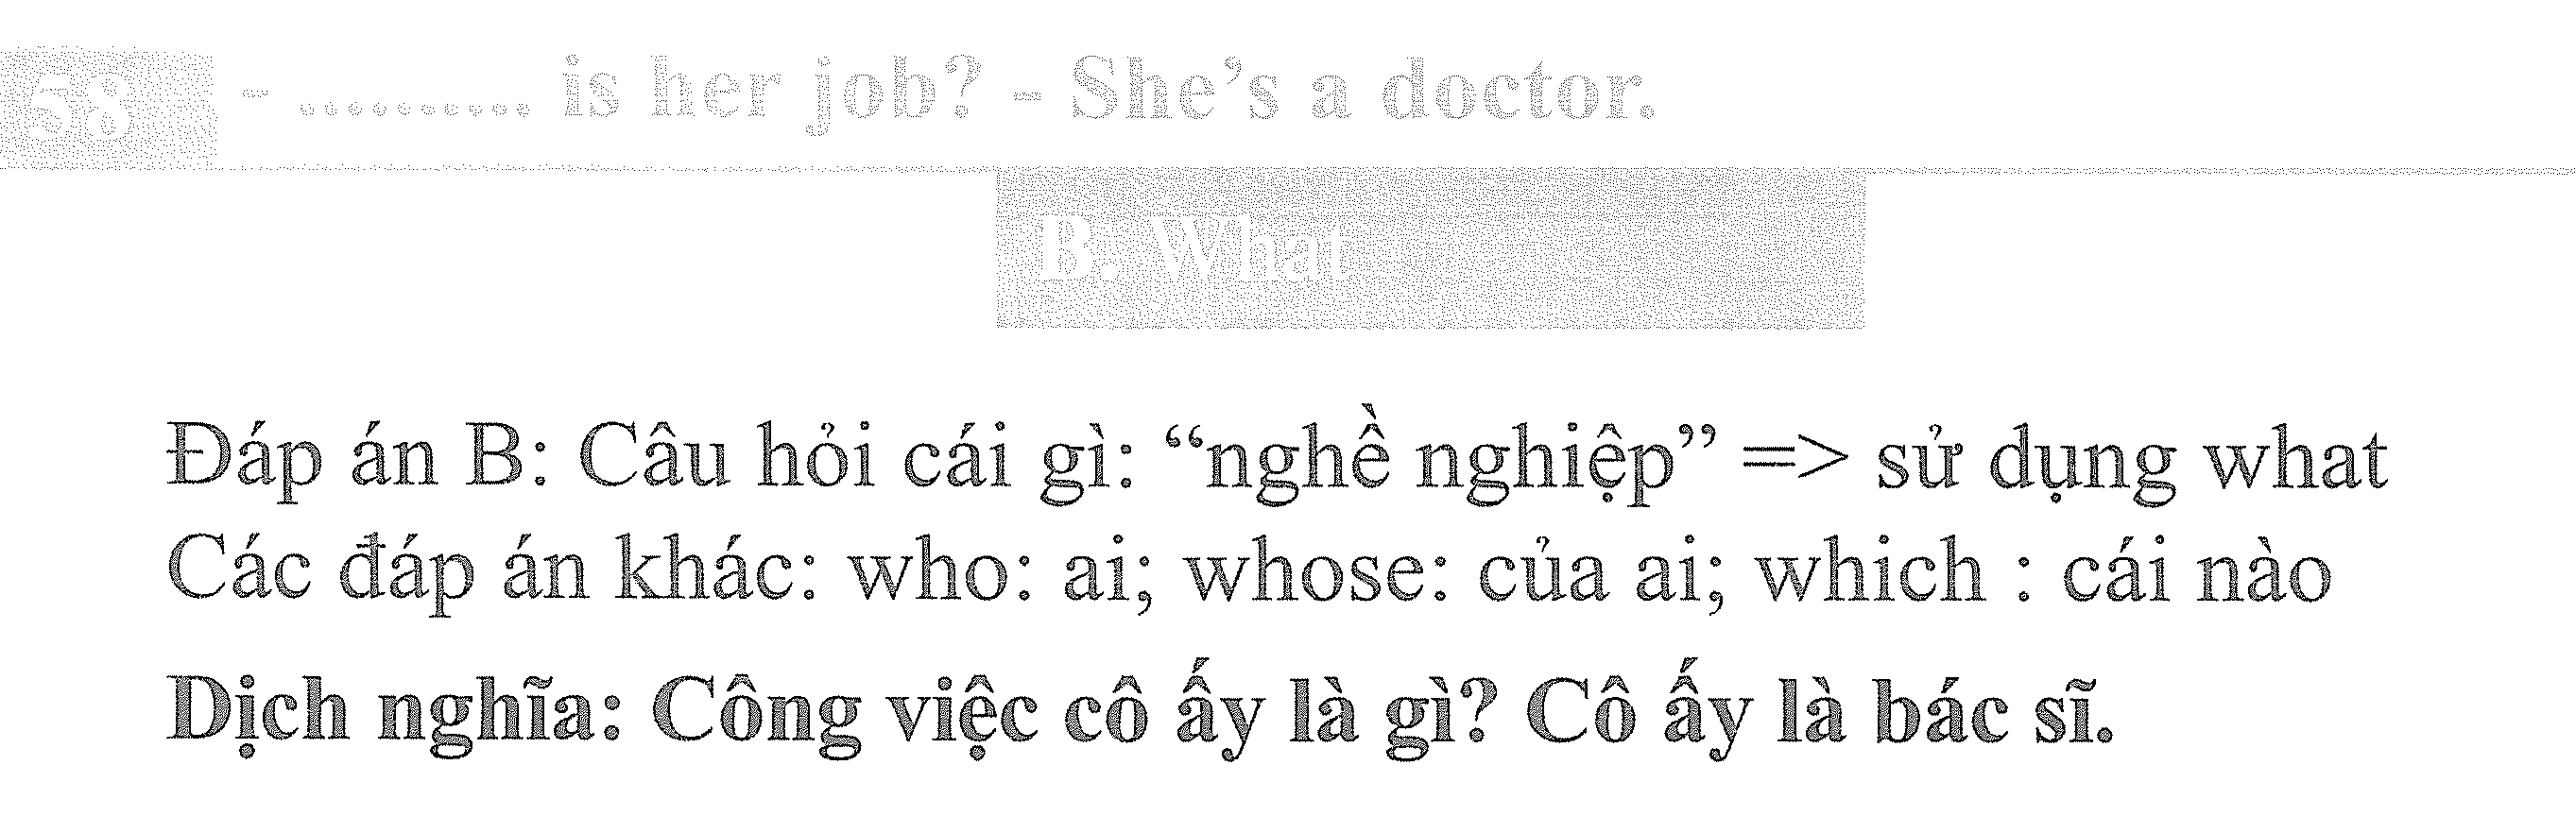 58 - .......... is her job? - She’s a doctor.
B. What
Đáp án B: Câu hỏi cái gì: “nghề nghiệp” => sử dụng what
Các đáp án khác: who: ai; whose: của ai; which : cái nào
Dịch nghĩa: Công việc cô ấy là gì? Cô ấy là bác sĩ.